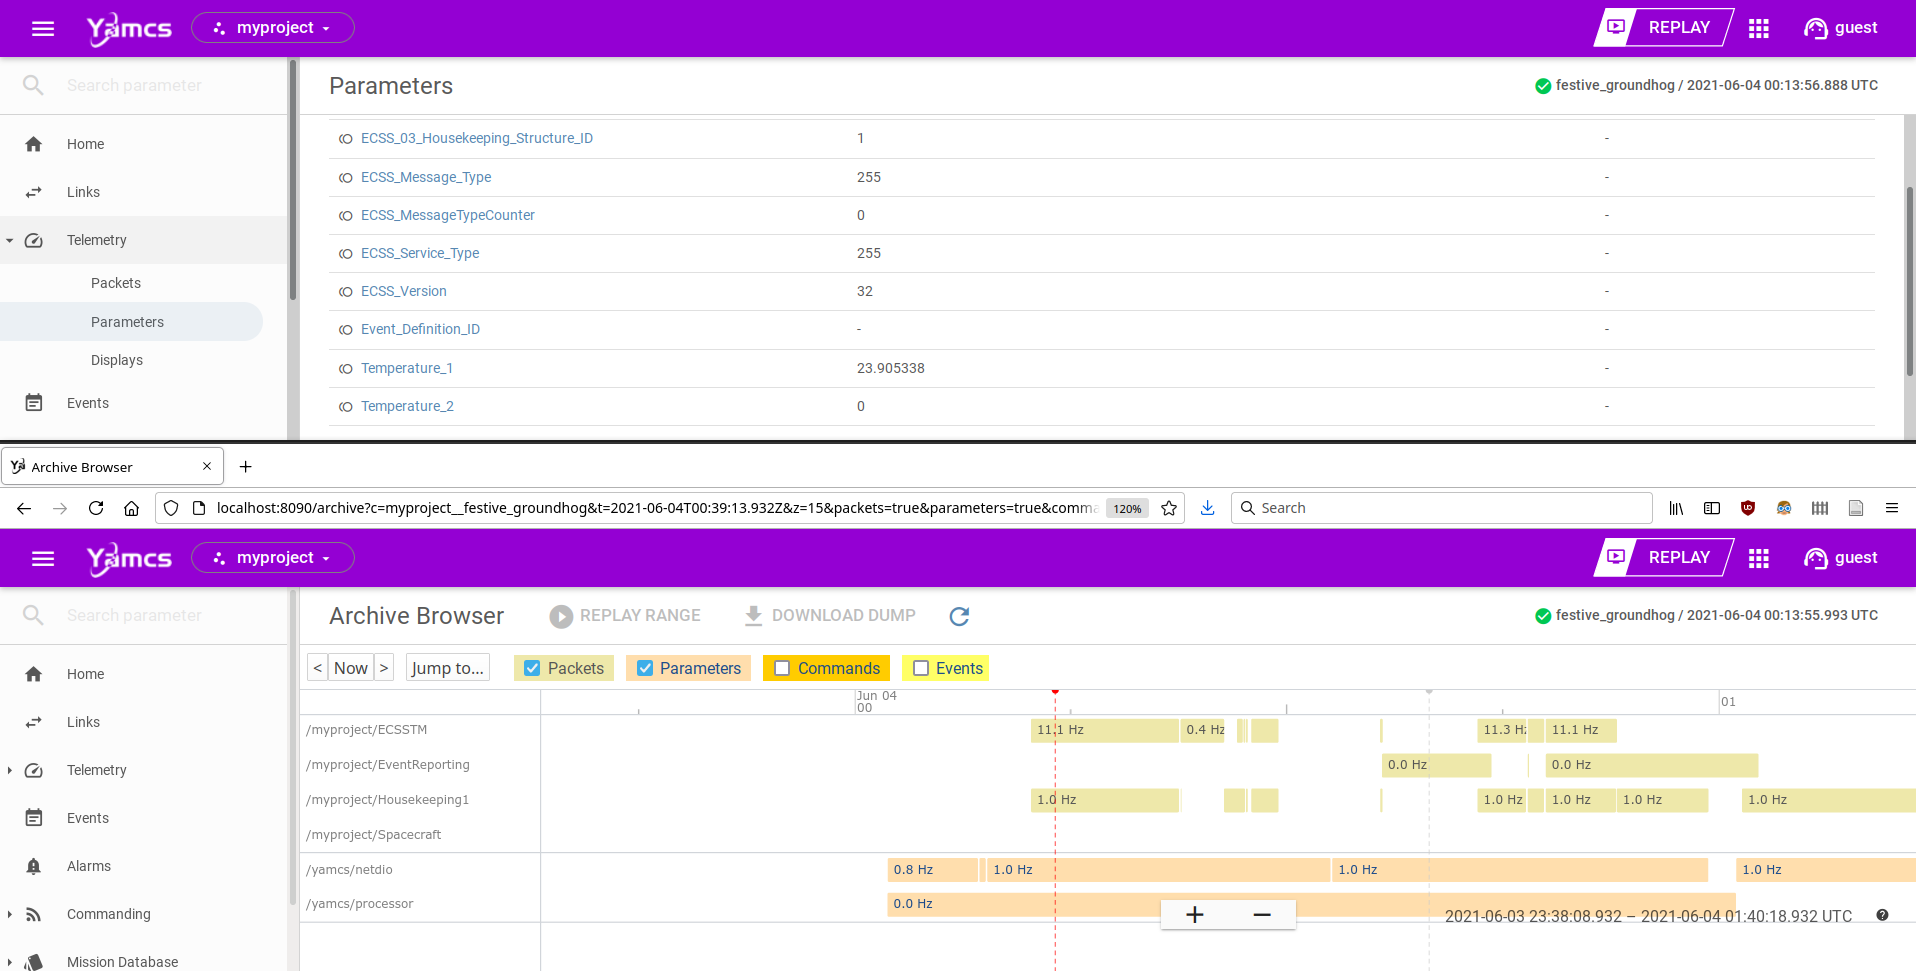 Yamcs myproject REPLAY guest
Search parameter
Parameters festive_groundhog / 2021-06-04 00:13:56.888 UTC
Home
Links
Telemetry
Packets
Parameters
Displays
Events
ECSS_03_Housekeeping_Structure_ID 1 -
ECSS_Message_Type 255 -
ECSS_MessageTypeCounter 0 -
ECSS_Service_Type 255 -
ECSS_Version 32 -
Event_Definition_ID - -
Temperature_1 23.905338 -
Temperature_2 0 -
Archive Browser
localhost:8090/archive?c=myproject__festive_groundhog&t=2021-06-04T00:39:13.932Z&z=15&packets=true&parameters=true&comma 120% Search
Yamcs myproject REPLAY guest
Search parameter
Archive Browser REPLAY RANGE DOWNLOAD DUMP festive_groundhog / 2021-06-04 00:13:55.993 UTC
Home
Links
Telemetry
Events
Alarms
Commanding
Mission Database
< Now > Jump to... Packets Parameters Commands Events
Jun 04
00 01
/myproject/ECSSTM 11.1 Hz 0.4 Hz 11.3 Hz 11.1 Hz
/myproject/EventReporting 0.0 Hz 0.0 Hz
/myproject/Housekeeping1 1.0 Hz 1.0 Hz 1.0 Hz 1.0 Hz 1.0 Hz
/myproject/Spacecraft
/yamcs/netdio 0.8 Hz 1.0 Hz 1.0 Hz 1.0 Hz
/yamcs/processor 0.0 Hz
+ − 2021-06-03 23:38:08.932 – 2021-06-04 01:40:18.932 UTC ?